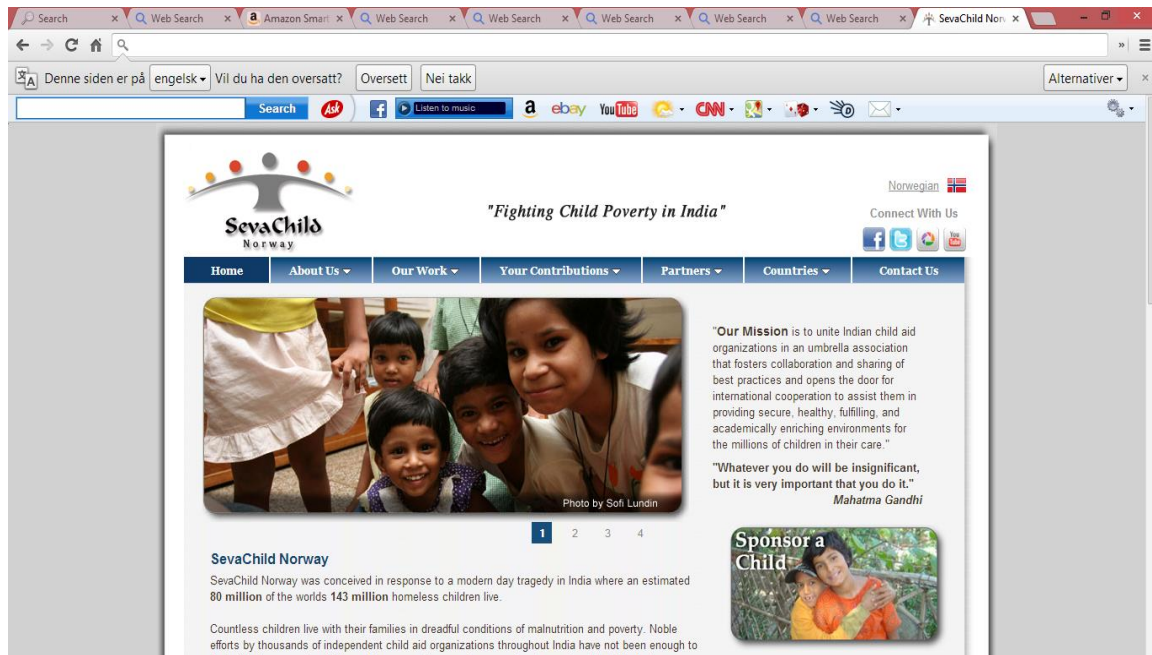 Search
Web Search
Amazon Smart
Web Search
Web Search
Web Search
Web Search
Web Search
SevaChild Norv
Denne siden er på engelsk Vil du ha den oversatt? Oversett Nei takk
Alternativer
Search
Ask
Listen to music
a
ebay
YouTube
CNN
SevaChild
Norway
"Fighting Child Poverty in India"
Norwegian
Connect With Us
Home
About Us
Our Work
Your Contributions
Partners
Countries
Contact Us
Photo by Sofi Lundin
1 2 3 4
"Our Mission is to unite Indian child aid
organizations in an umbrella association
that fosters collaboration and sharing of
best practices and opens the door for
international cooperation to assist them in
providing secure, healthy, fulfilling, and
academically enriching environments for
the millions of children in their care."
"Whatever you do will be insignificant,
but it is very important that you do it."
Mahatma Gandhi
Sponsor a
Child
SevaChild Norway
SevaChild Norway was conceived in response to a modern day tragedy in India where an estimated
80 million of the worlds 143 million homeless children live.
Countless children live with their families in dreadful conditions of malnutrition and poverty. Noble
efforts by thousands of independent child aid organizations throughout India have not been enough to